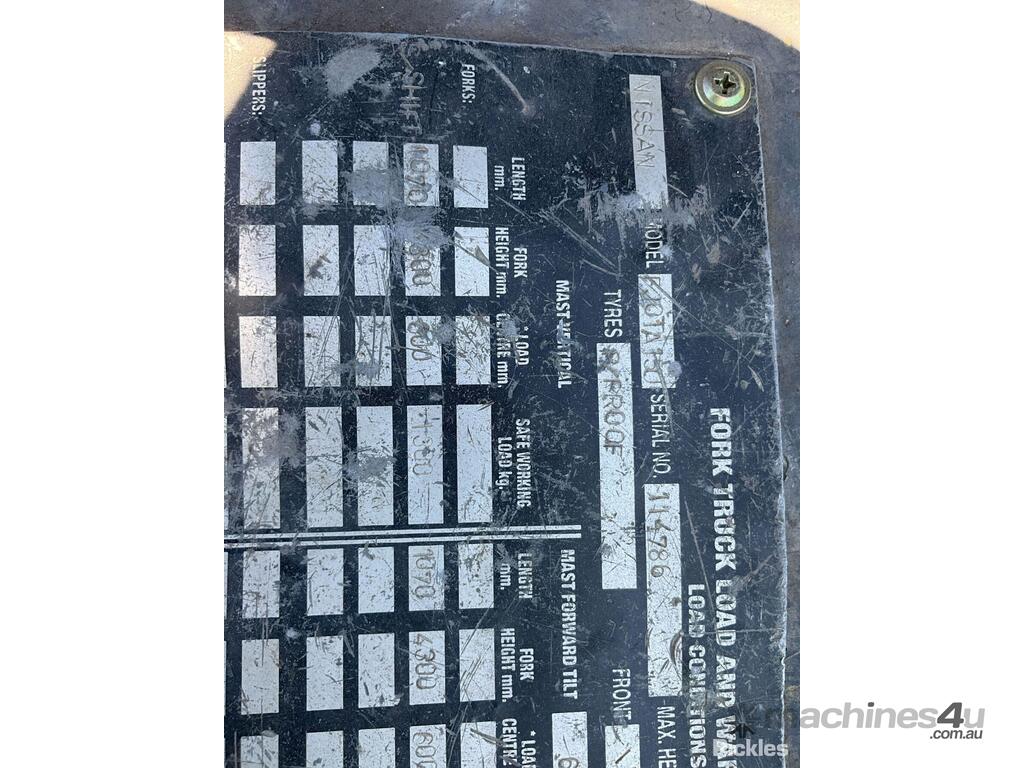 FORK TRUCK LOAD AND
LOAD CONDITIONS
NISSAN MODEL SERIAL NO. 114786 MAX. HE
TYRES FRONT
MAST VERTICAL MAST FORWARD TILT
LENGTH mm. FORK HEIGHT mm. * LOAD CENTRE mm. SAFE WORKING LOAD kg. LENGTH mm. FORK HEIGHT mm. * LOAD CENTRE
FORKS:
SHIFT 1070 1070 4300 600
SLIPPERS:
machines4u
.com.au
Pickles